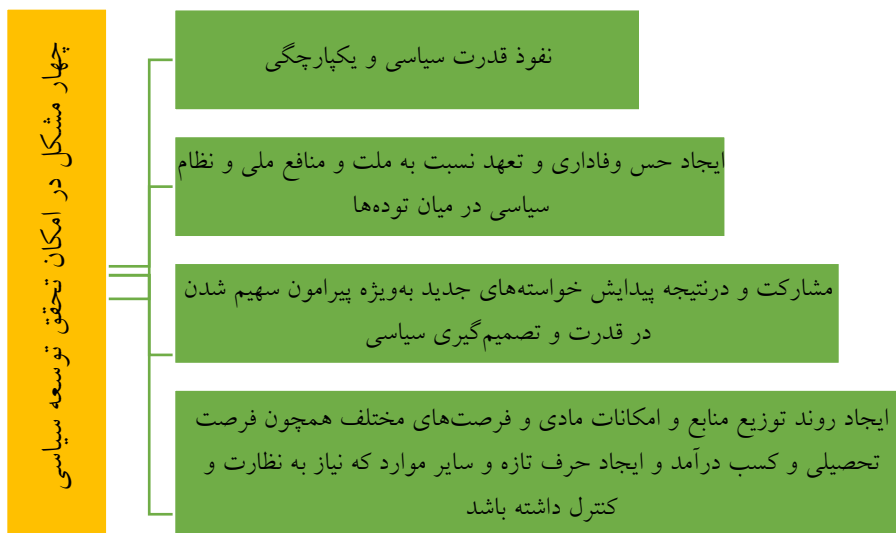 چهار مشکل در امکان تحقق توسعه سیاسی
نفوذ قدرت سیاسی و یکپارچگی
ایجاد حس وفاداری و تعهد نسبت به ملت و منافع ملی و نظام
سیاسی در میان توده‌ها
مشارکت و درنتیجه پیدایش خواسته‌های جدید به‌ویژه پیرامون سهیم شدن
در قدرت و تصمیم‌گیری سیاسی
ایجاد روند توزیع منابع و امکانات مادی و فرصت‌های مختلف همچون فرصت
تحصیلی و کسب درآمد و ایجاد حرف تازه و سایر موارد که نیاز به نظارت و
کنترل داشته باشد